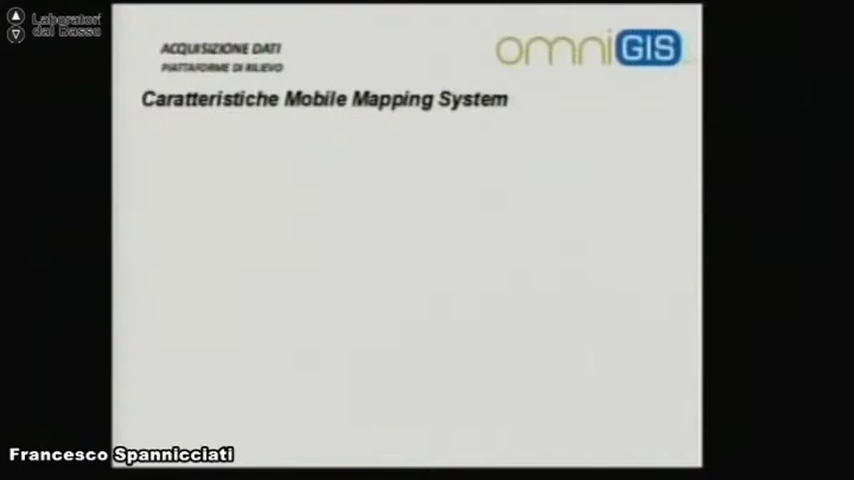 Laboratori
dal Basso
ACQUISIZIONE DATI
PIATTAFORME DI RILIEVO
omniGIS
Caratteristiche Mobile Mapping System
Francesco Spannicciati